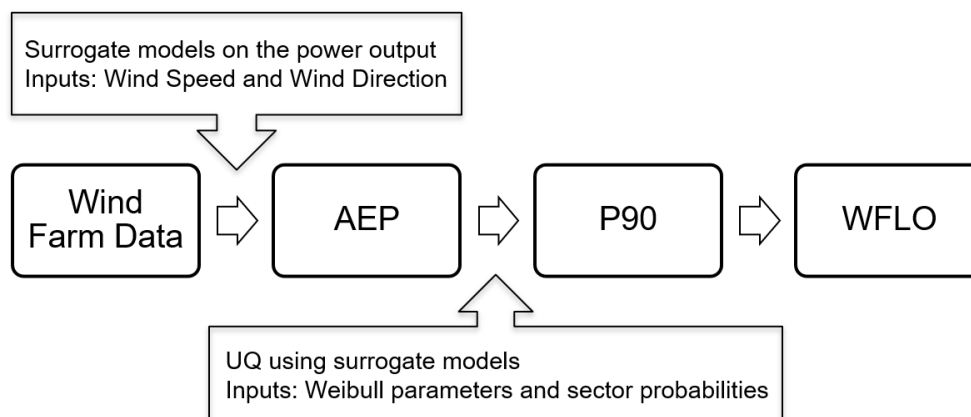 Surrogate models on the power output
Inputs: Wind Speed and Wind Direction
Wind
Farm Data
AEP
P90
WFLO
UQ using surrogate models
Inputs: Weibull parameters and sector probabilities